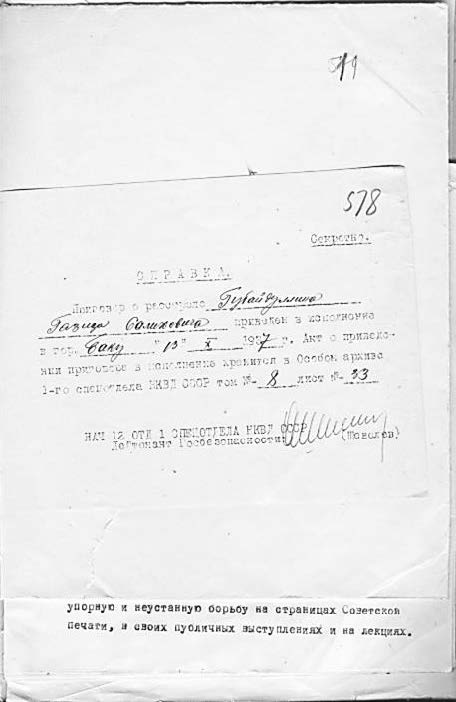 578
Секретно.
СПРАВКА.
Приговор о расстреле Губайдуллина
Газиза Салиховича приведен в исполнение
в гор. Баку "13" X 1937 г. Акт о приведе-
нии приговора в исполнение хранится в Особом архиве
1-го спецотдела НКВД СССР том № 8 лист № 33
НАЧ 12 ОТД 1 СПЕЦОТДЕЛА НКВД СССР
Лейтенант Госбезопасности: (Шевелев)
упорную и неустанную борьбу на страницах Советской
печати, в своих публичных выступлениях и на лекциях.